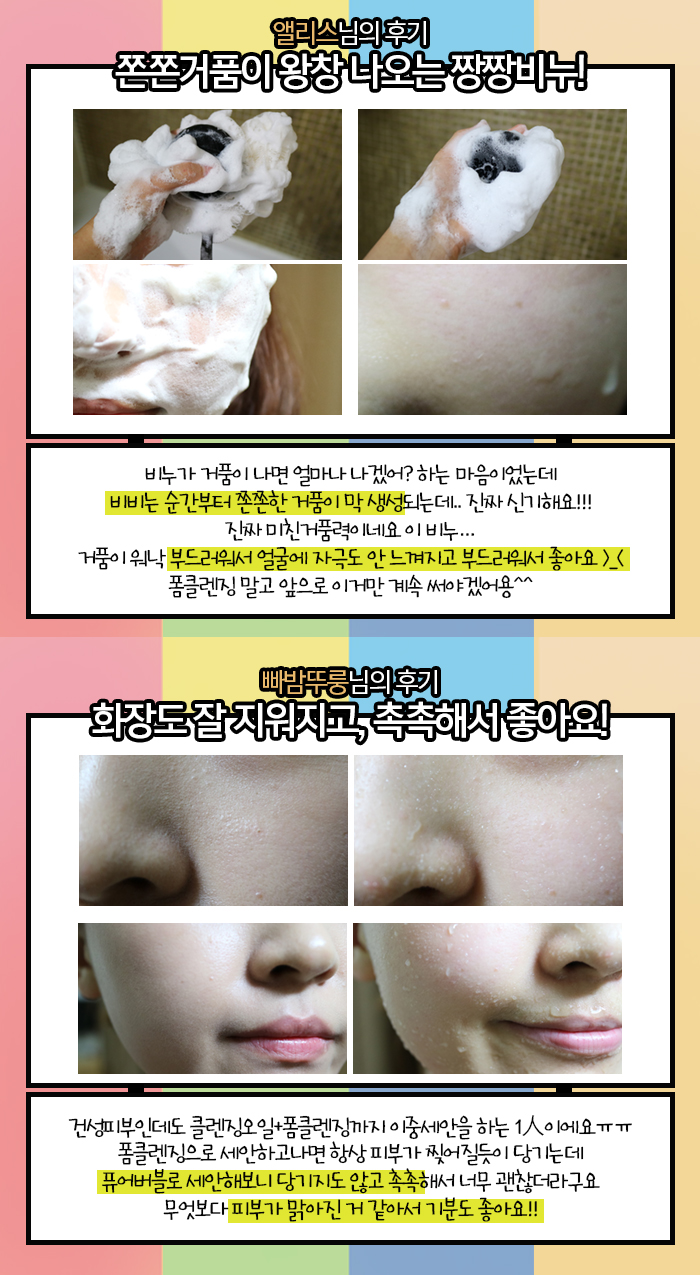 앨리스님의 후기
쫀쫀거품이 왕창 나오는 짱짱비뉴!
비누가 거품이 나면 얼마나 나겠어? 하는 마음이었는데
비비는 순간부터 쫀쫀한 거품이 막 생성되는데.. 진짜 신기해요!!!
진짜 미친거품력이네요 이 비누...
거품이 워낙 부드러워서 얼굴에 자극도 안 느껴지고 부드러워서 좋아요 >_<
폼클렌징 말고 앞으로 이거만 계속 써야겠어용^^
빠밤뚜룽님의 후기
화장도 잘 지워지고, 촉촉해서 좋아요!
건성피부인데도 클렌징오일+폼클렌징까지 이중세안을 하는 1人이에요ㅠㅠ
폼클렌징으로 세안하고나면 항상 피부가 찢어질듯이 당기는데
퓨어버블로 세안해보니 당기지도 않고 촉촉해서 너무 괜찮더라구요
무엇보다 피부가 맑아진 거 같아서 기분도 좋아요!!